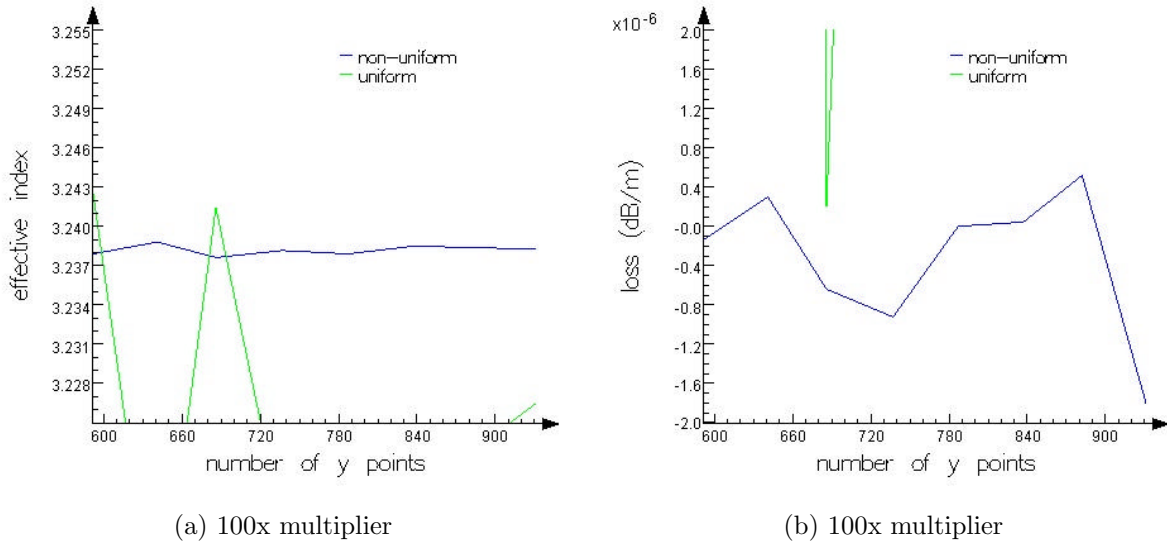 3.255
3.252
3.249
3.246
3.243
3.240
3.237
3.234
3.231
3.228
effective index
non-uniform
uniform
600 660 720 780 840 900
number of y points
(a) 100x multiplier
x10-6
2.0
1.6
1.2
0.8
0.4
-0.0
-0.4
-0.8
-1.2
-1.6
-2.0
loss (dB/m)
non-uniform
uniform
600 660 720 780 840 900
number of y points
(b) 100x multiplier